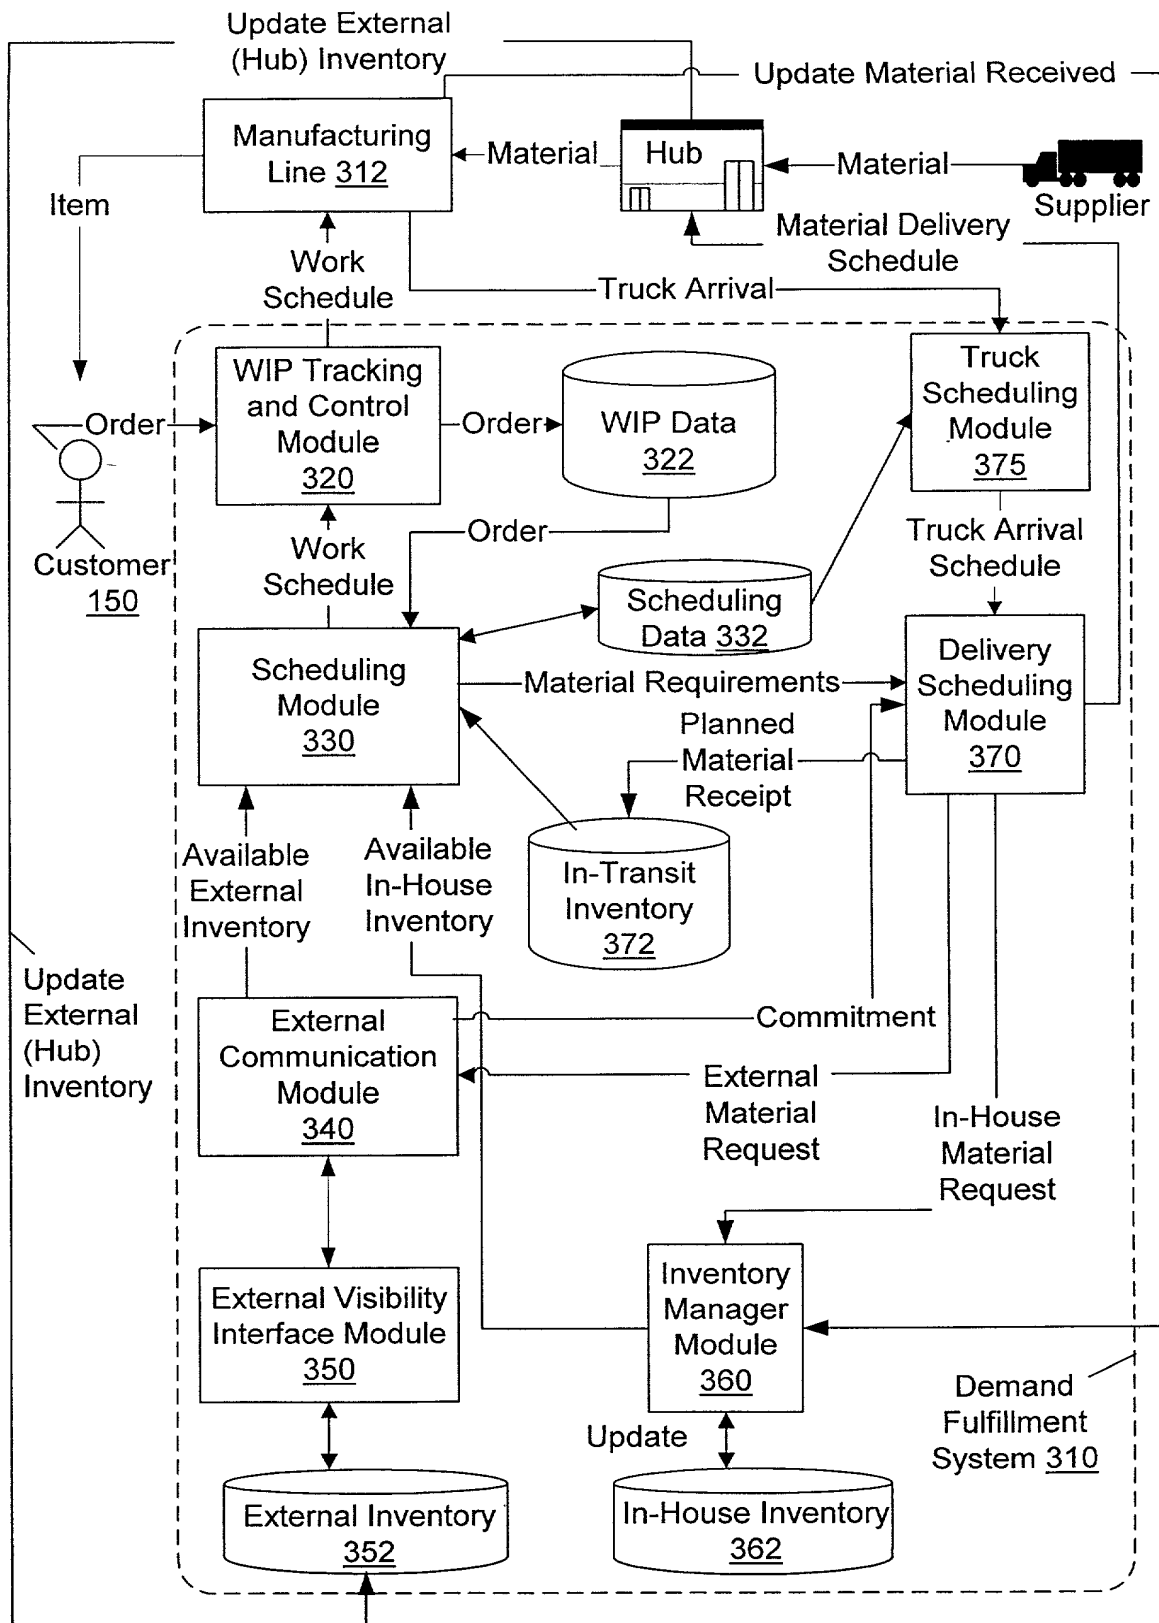 Update External
(Hub) Inventory
Update Material Received
Manufacturing
Line 312
Material
Hub
Material
Supplier
Item
Material Delivery
Schedule
Work
Schedule
Truck Arrival
WIP Tracking
and Control
Module
320
Order
Order
WIP Data
322
Truck
Scheduling
Module
375
Customer
150
Work
Schedule
Order
Truck Arrival
Schedule
Scheduling
Data 332
Scheduling
Module
330
Material Requirements
Delivery
Scheduling
Module
370
Planned
Material
Receipt
Available
External
Inventory
Available
In-House
Inventory
In-Transit
Inventory
372
Update
External
(Hub)
Inventory
External
Communication
Module
340
Commitment
External
Material
Request
In-House
Material
Request
External Visibility
Interface Module
350
Inventory
Manager
Module
360
Demand
Fulfillment
System 310
Update
External Inventory
352
In-House Inventory
362